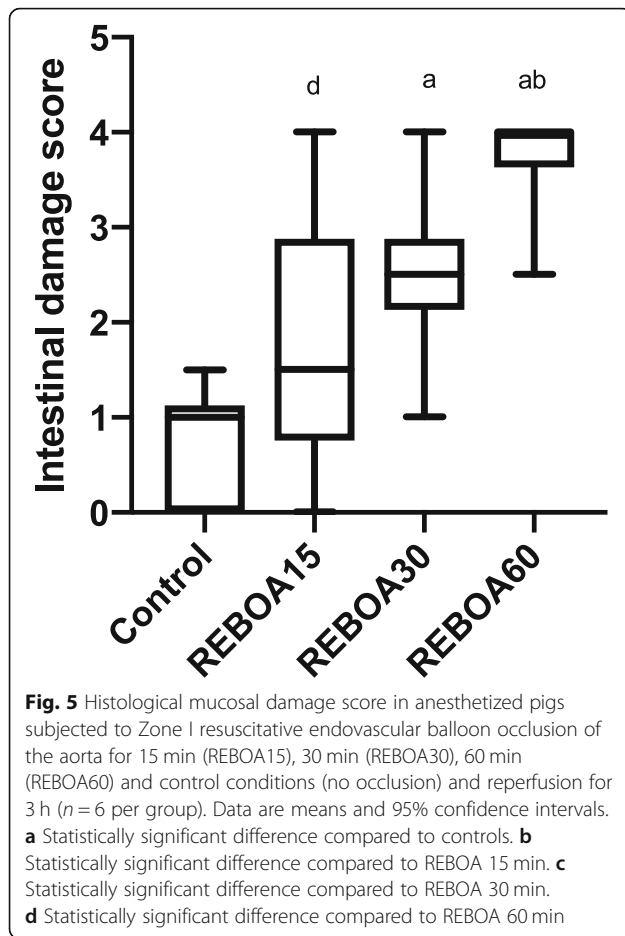 Intestinal damage score
5
4
3
2
1
0
d
a
ab
Control
REBOA15
REBOA30
REBOA60
Fig. 5 Histological mucosal damage score in anesthetized pigs
subjected to Zone I resuscitative endovascular balloon occlusion of
the aorta for 15 min (REBOA15), 30 min (REBOA30), 60 min
(REBOA60) and control conditions (no occlusion) and reperfusion for
3 h (n = 6 per group). Data are means and 95% confidence intervals.
a Statistically significant difference compared to controls. b
Statistically significant difference compared to REBOA 15 min. c
Statistically significant difference compared to REBOA 30 min.
d Statistically significant difference compared to REBOA 60 min